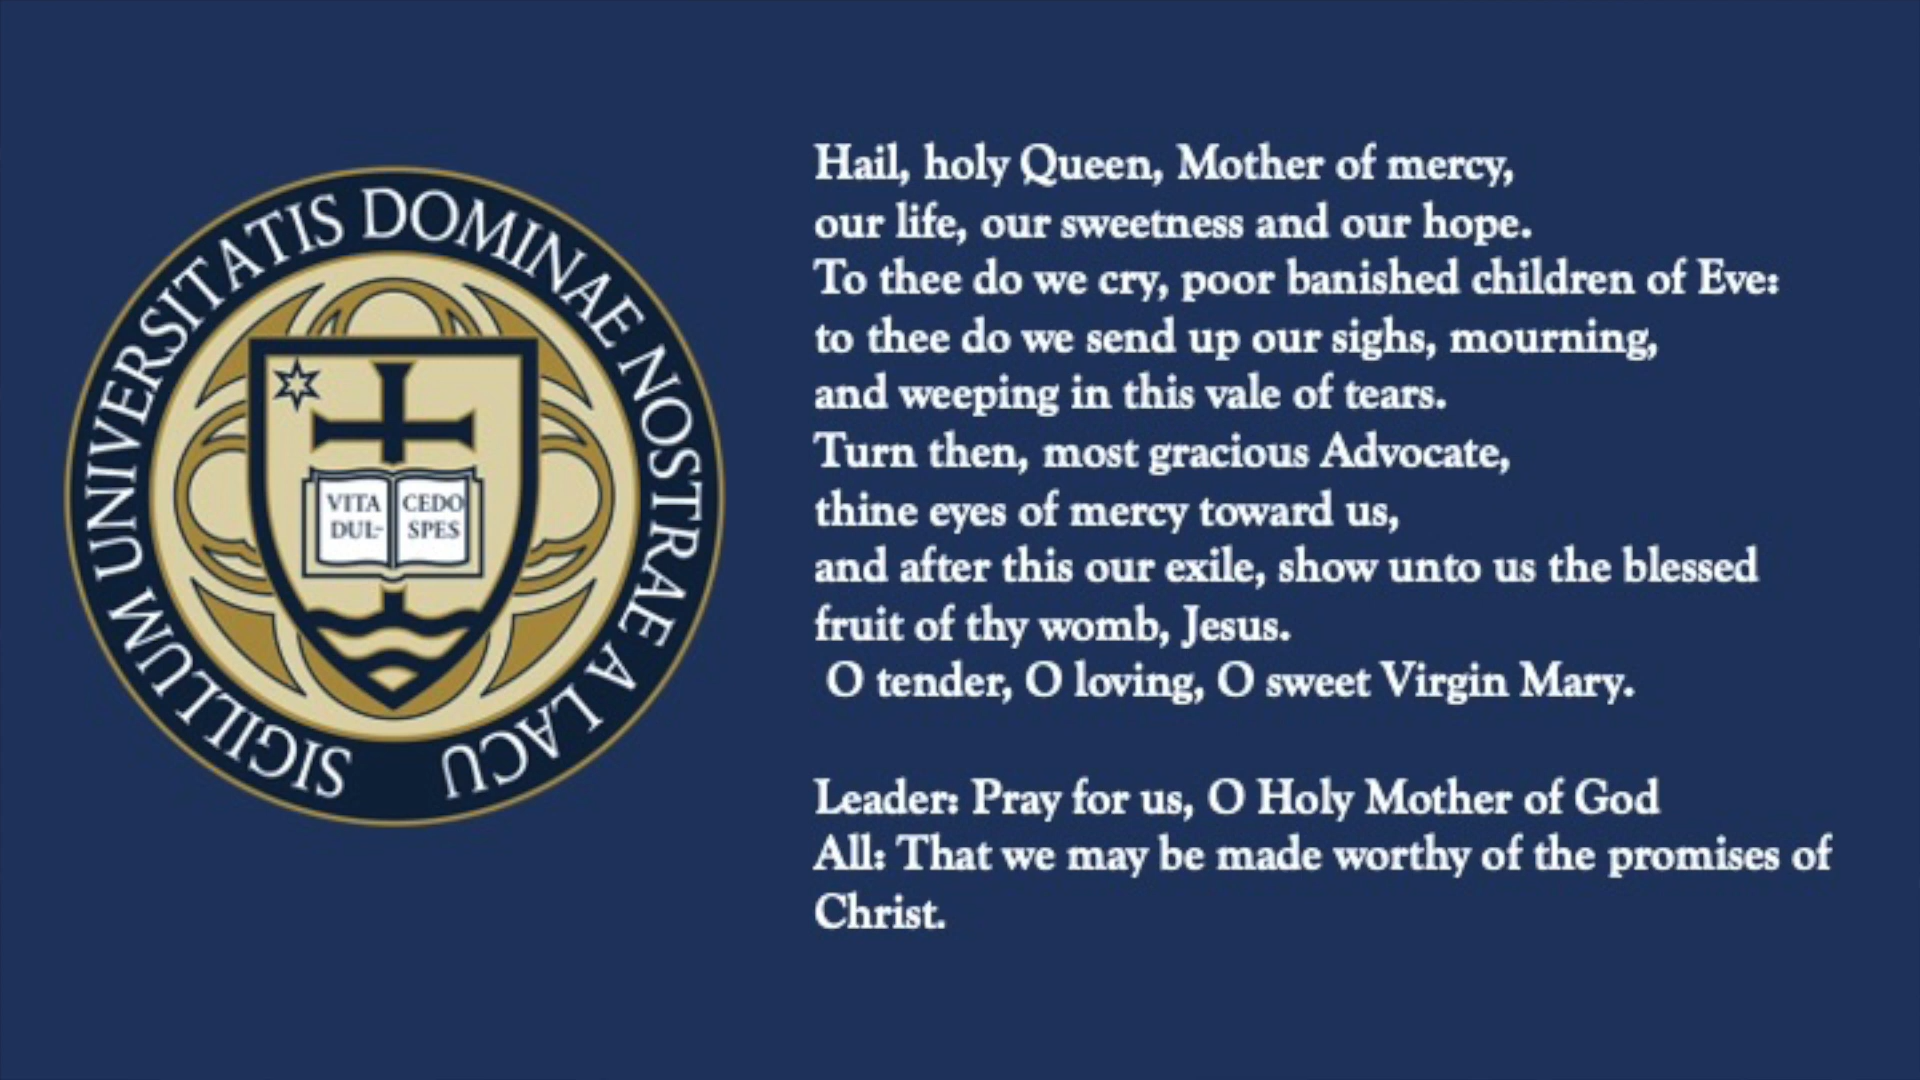 SIGILLUM UNIVERSITATIS DOMINAE NOSTRAE A LACU
VITA CEDO
DUL- SPES
Hail, holy Queen, Mother of mercy,
our life, our sweetness and our hope.
To thee do we cry, poor banished children of Eve:
to thee do we send up our sighs, mourning,
and weeping in this vale of tears.
Turn then, most gracious Advocate,
thine eyes of mercy toward us,
and after this our exile, show unto us the blessed
fruit of thy womb, Jesus.
O tender, O loving, O sweet Virgin Mary.
Leader: Pray for us, O Holy Mother of God
All: That we may be made worthy of the promises of
Christ.